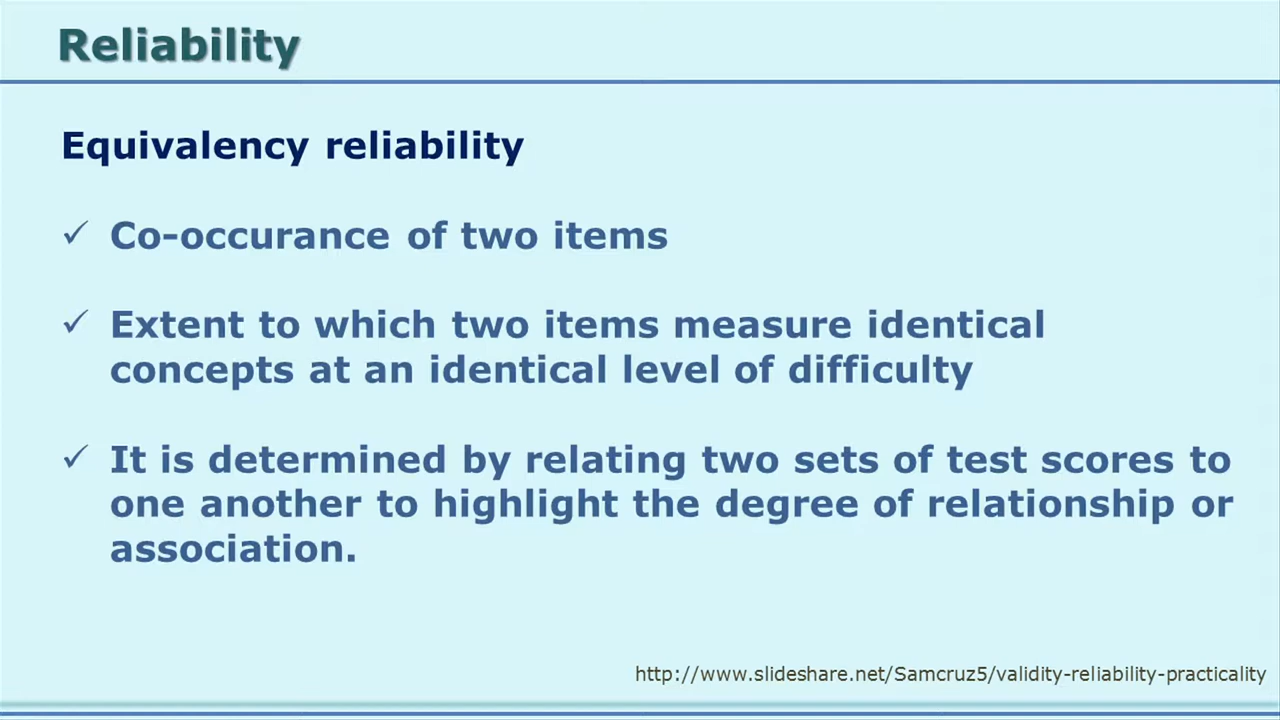 Reliability
Equivalency reliability
✓ Co-occurance of two items
✓ Extent to which two items measure identical
concepts at an identical level of difficulty
✓ It is determined by relating two sets of test scores to
one another to highlight the degree of relationship or
association.
http://www.slideshare.net/Samcruz5/validity-reliability-practicality